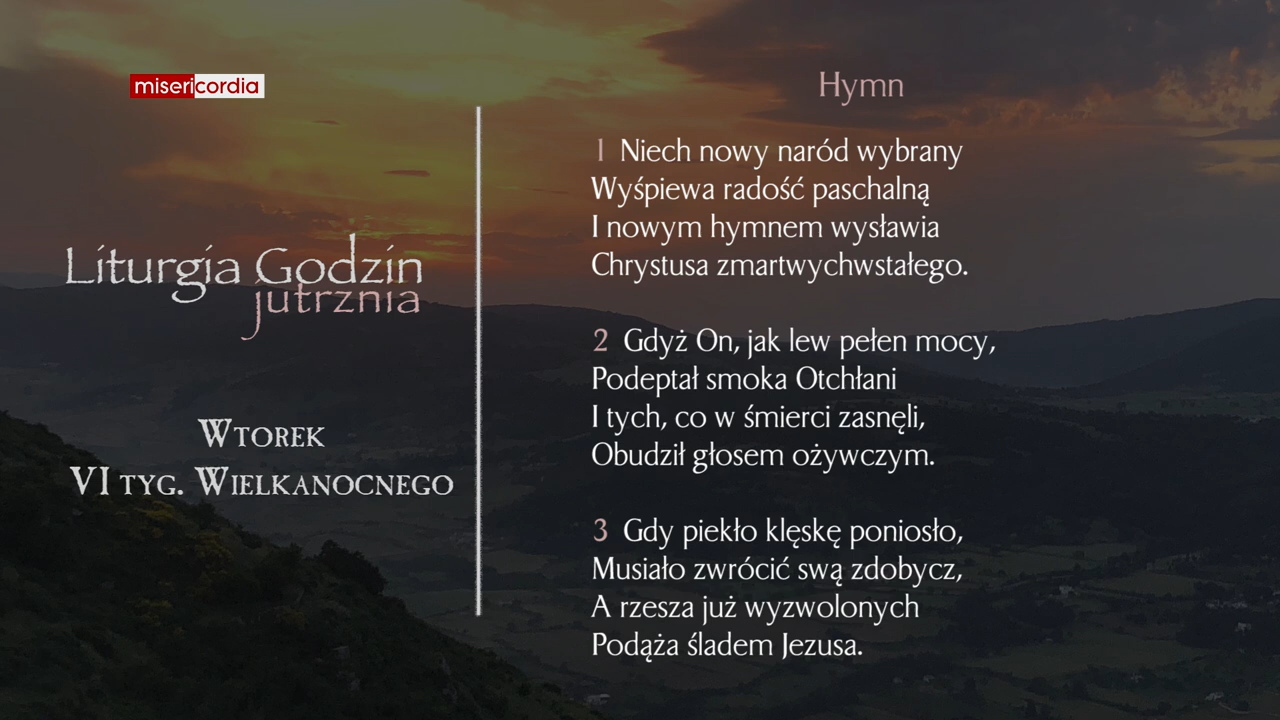 misericordia
Liturgia Godzin
jutrznia
Wtorek
VI tyg. Wielkanocnego
Hymn
1 Niech nowy naród wybrany
Wyśpiewa radość paschalną
I nowym hymnem wysławia
Chrystusa zmartwychwstałego.
2 Gdyż On, jak lew pełen mocy,
Podeptał smoka Otchłani
I tych, co w śmierci zasnęli,
Obudził głosem ożywczym.
3 Gdy piekło klęskę poniosło,
Musiało zwrócić swą zdobycz,
A rzesza już wyzwolonych
Podąża śladem Jezusa.